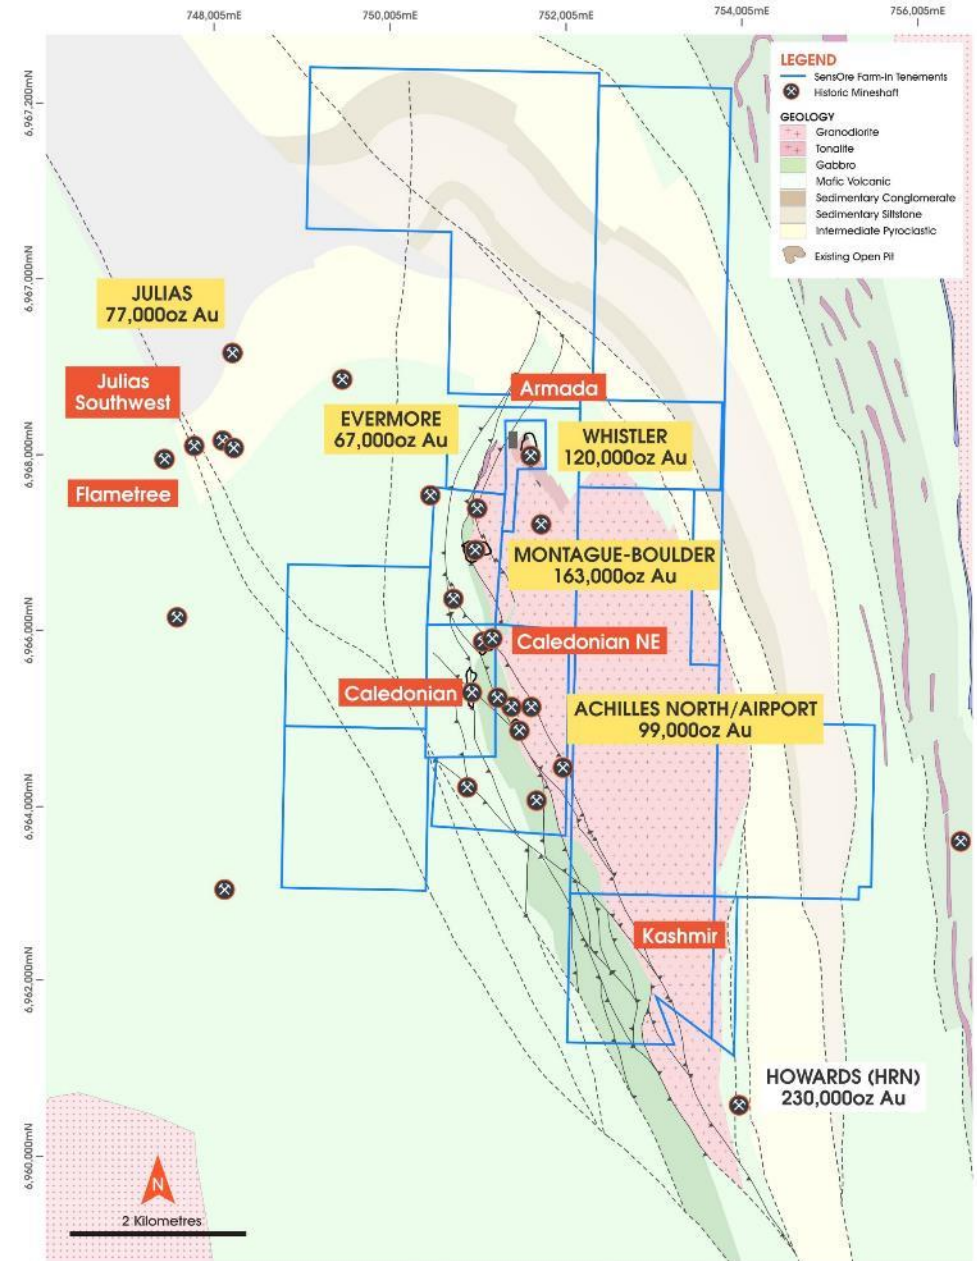 748,005mE
750,005mE
752,005mE
754,005mE
756,005mE
6,967,200mN
6,967,000mN
6,968,000mN
6,966,000mN
6,964,000mN
6,962,000mN
6,960,000mN
LEGEND
SensOre Farm-In Tenements
Historic Mineshaft
GEOLOGY
Granodiorite
Tonalite
Gabbro
Mafic Volcanic
Sedimentary Conglomerate
Sedimentary Siltstone
Intermediate Pyroclastic
Existing Open Pit
JULIAS
77,000oz Au
Julias
Southwest
Flametree
EVERMORE
67,000oz Au
Armada
WHISTLER
120,000oz Au
MONTAGUE-BOULDER
163,000oz Au
Caledonian NE
Caledonian
ACHILLES NORTH/AIRPORT
99,000oz Au
Kashmir
HOWARDS (HRN)
230,000oz Au
N
2 Kilometres